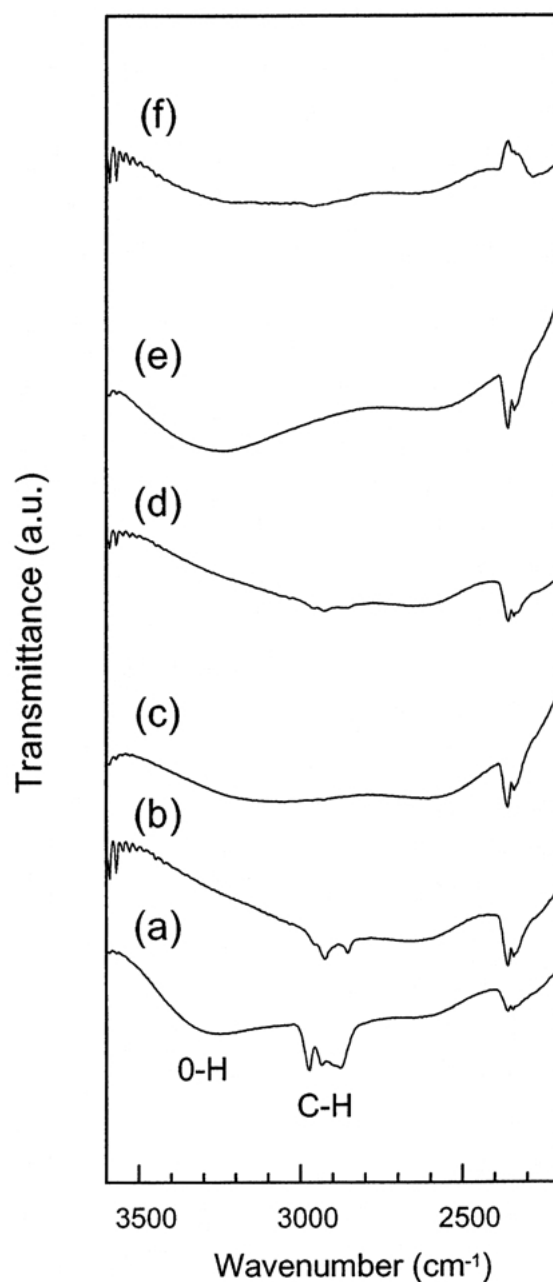 (f)
(e)
(d)
(c)
(b)
(a)
0-H
C-H
Transmittance (a.u.)
3500 3000 2500
Wavenumber (cm⁻¹)